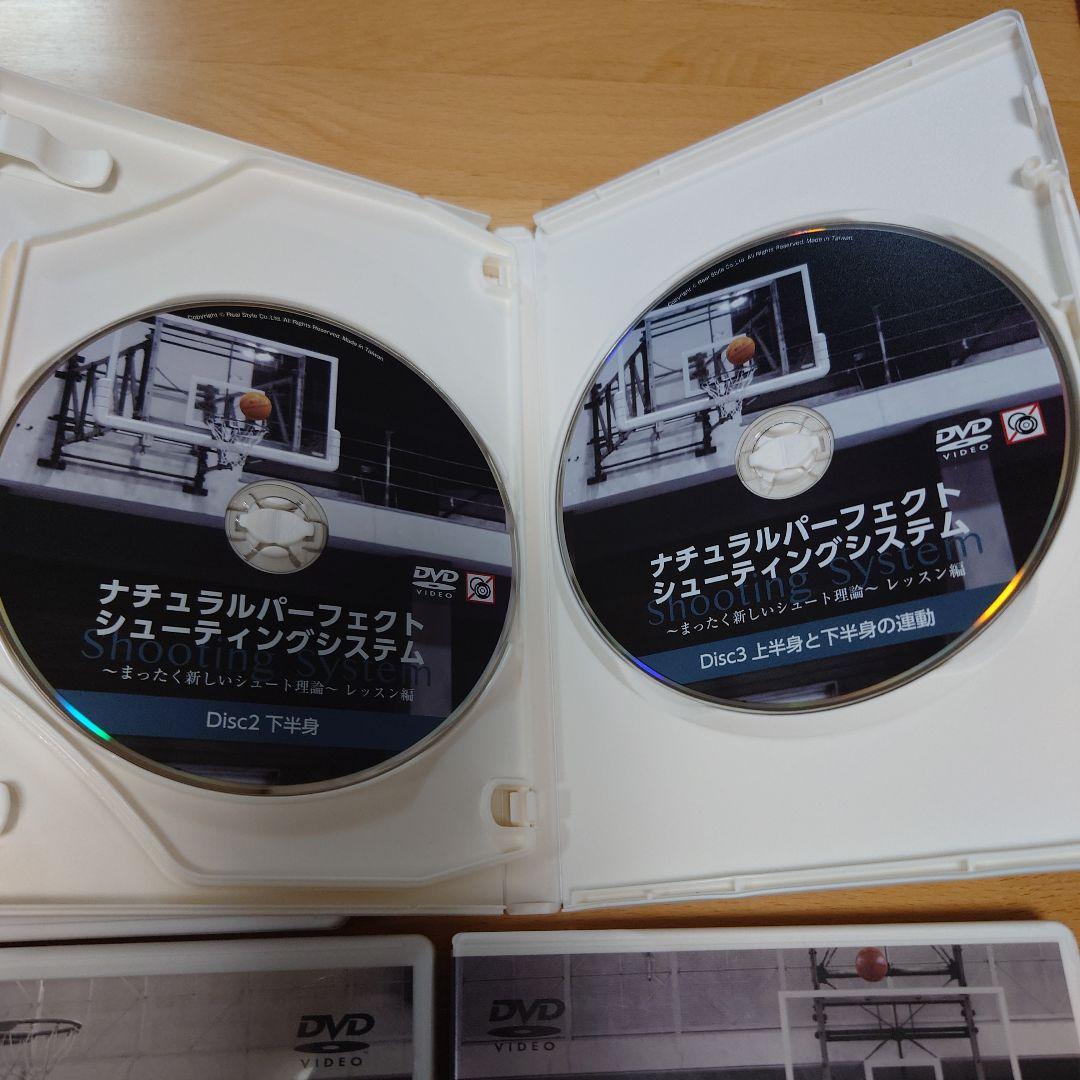 Copyright © Real Style Co.,Ltd. All Rights Reserved. Made in Taiwan.
DVD
VIDEO
ナチュラルパーフェクト
シューティングシステム
Shooting System
～まったく新しいシュート理論～ レッスン編
Disc2 下半身
Copyright © Real Style Co.,Ltd. All Rights Reserved. Made in Taiwan.
DVD
VIDEO
ナチュラルパーフェクト
シューティングシステム
Shooting System
～まったく新しいシュート理論～ レッスン編
Disc3 上半身と下半身の連動
DVD
VIDEO
DVD
VIDEO